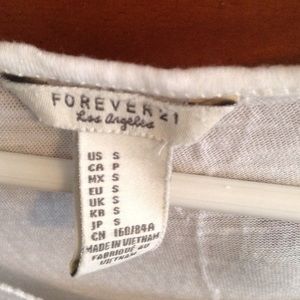 FOREVER 21
Los Angeles
US S
CA P
MX S
EU S
UK S
KR S
JP S
CN 160/84A
MADE IN VIETNAM
FABRIQUÉ AU
VIETNAM